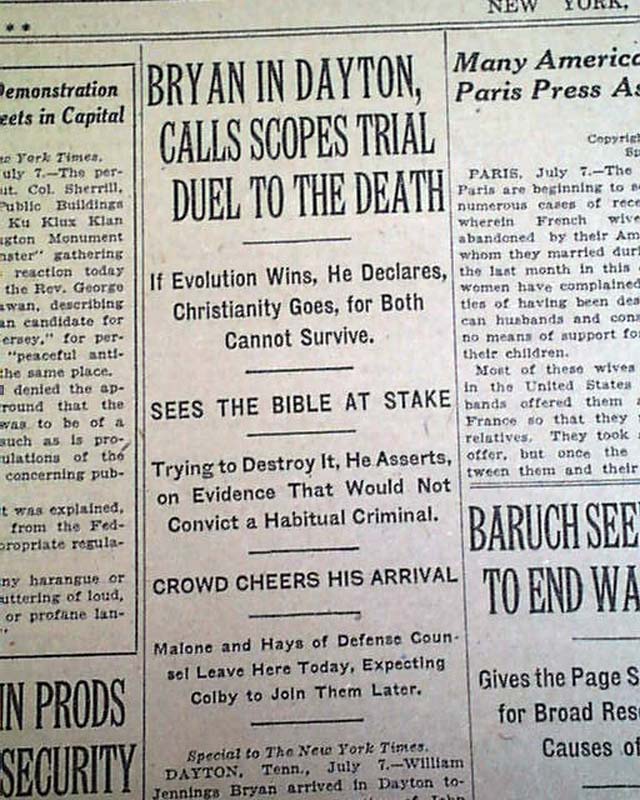 NEW YORK,
* *
Demonstration
eets in Capital
New York Times.
uly 7.—The per-
ut. Col. Sherrill,
Public Buildings
Ku Klux Klan
ngton Monument
nster" gathering
reaction today
the Rev. George
awan, describing
an candidate for
ersey," for per-
"peaceful anti-
the same place.
l denied the ap-
round that the
was to be of a
such as is pro-
ulations of the
concerning pub-
t was explained,
from the Fed-
propriate regula-
ny harangue or
uttering of loud,
or profane lan-
"
IN PRODS
SECURITY
BRYAN IN DAYTON,
CALLS SCOPES TRIAL
DUEL TO THE DEATH
If Evolution Wins, He Declares,
Christianity Goes, for Both
Cannot Survive.
SEES THE BIBLE AT STAKE
Trying to Destroy It, He Asserts,
on Evidence That Would Not
Convict a Habitual Criminal.
CROWD CHEERS HIS ARRIVAL
Malone and Hays of Defense Coun-
sel Leave Here Today, Expecting
Colby to Join Them Later.
Special to The New York Times.
DAYTON, Tenn., July 7.—William
Jennings Bryan arrived in Dayton to-
of John
Many America
Paris Press As
Copyright
Sp
PARIS, July 7.—The
Paris are beginning to
numerous cases of rece
wherein French wive
abandoned by their Am
whom they married duri
the last month in this
women have complained
ties of having been des
can husbands and cons
no means of support fo
their children.
Most of these wives
in the United States
bands offered them
France so that they
relatives. They took
offer, but once the
tween them and their
BARUCH SEE
TO END WA
Gives the Page S
for Broad Rese
Causes of